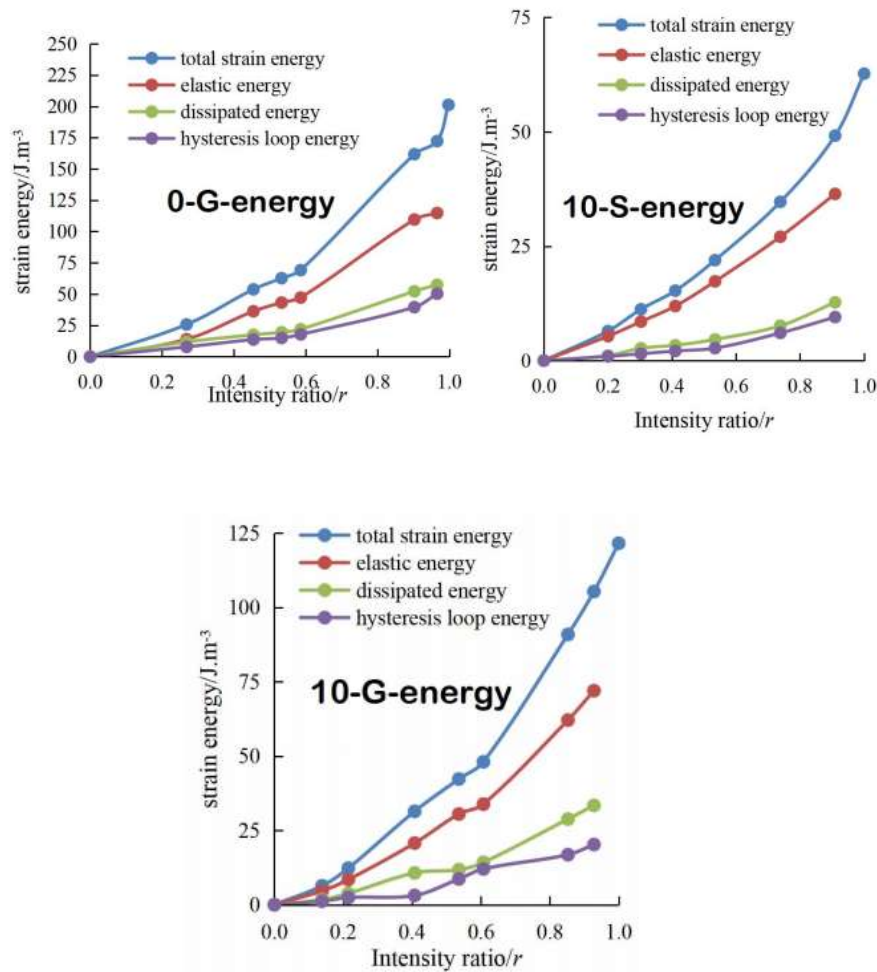 250
225
200
175
150
125
100
75
50
25
0
strain energy/J.m-3
total strain energy
elastic energy
dissipated energy
hysteresis loop energy
0-G-energy
0.0 0.2 0.4 0.6 0.8 1.0
Intensity ratio/r
75
50
25
0
strain energy/J.m-3
total strain energy
elastic energy
dissipated energy
hysteresis loop energy
10-S-energy
0.0 0.2 0.4 0.6 0.8 1.0
Intensity ratio/r
125
100
75
50
25
0
strain energy/J.m-3
total strain energy
elastic energy
dissipated energy
hysteresis loop energy
10-G-energy
0.0 0.2 0.4 0.6 0.8 1.0
Intensity ratio/r